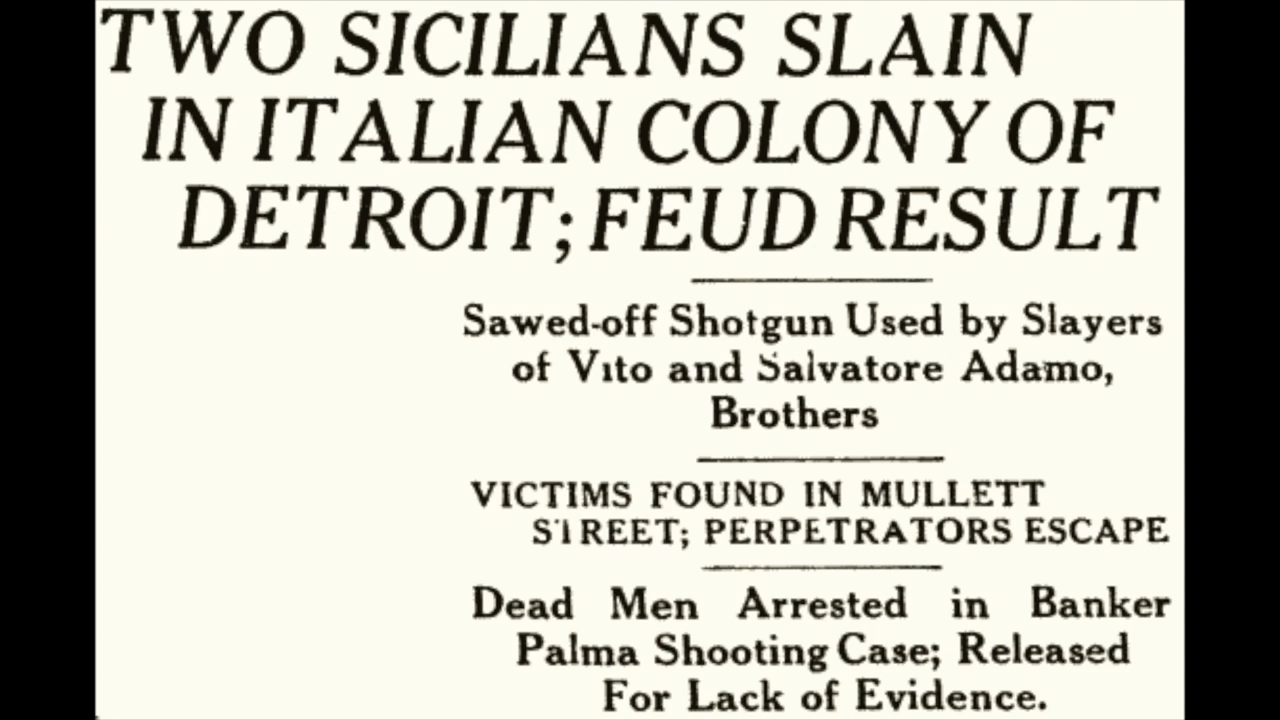 TWO SICILIANS SLAIN
IN ITALIAN COLONY OF
DETROIT; FEUD RESULT
Sawed-off Shotgun Used by Slayers
of Vito and Salvatore Adamo,
Brothers
VICTIMS FOUND IN MULLETT
STREET; PERPETRATORS ESCAPE
Dead Men Arrested in Banker
Palma Shooting Case; Released
For Lack of Evidence.